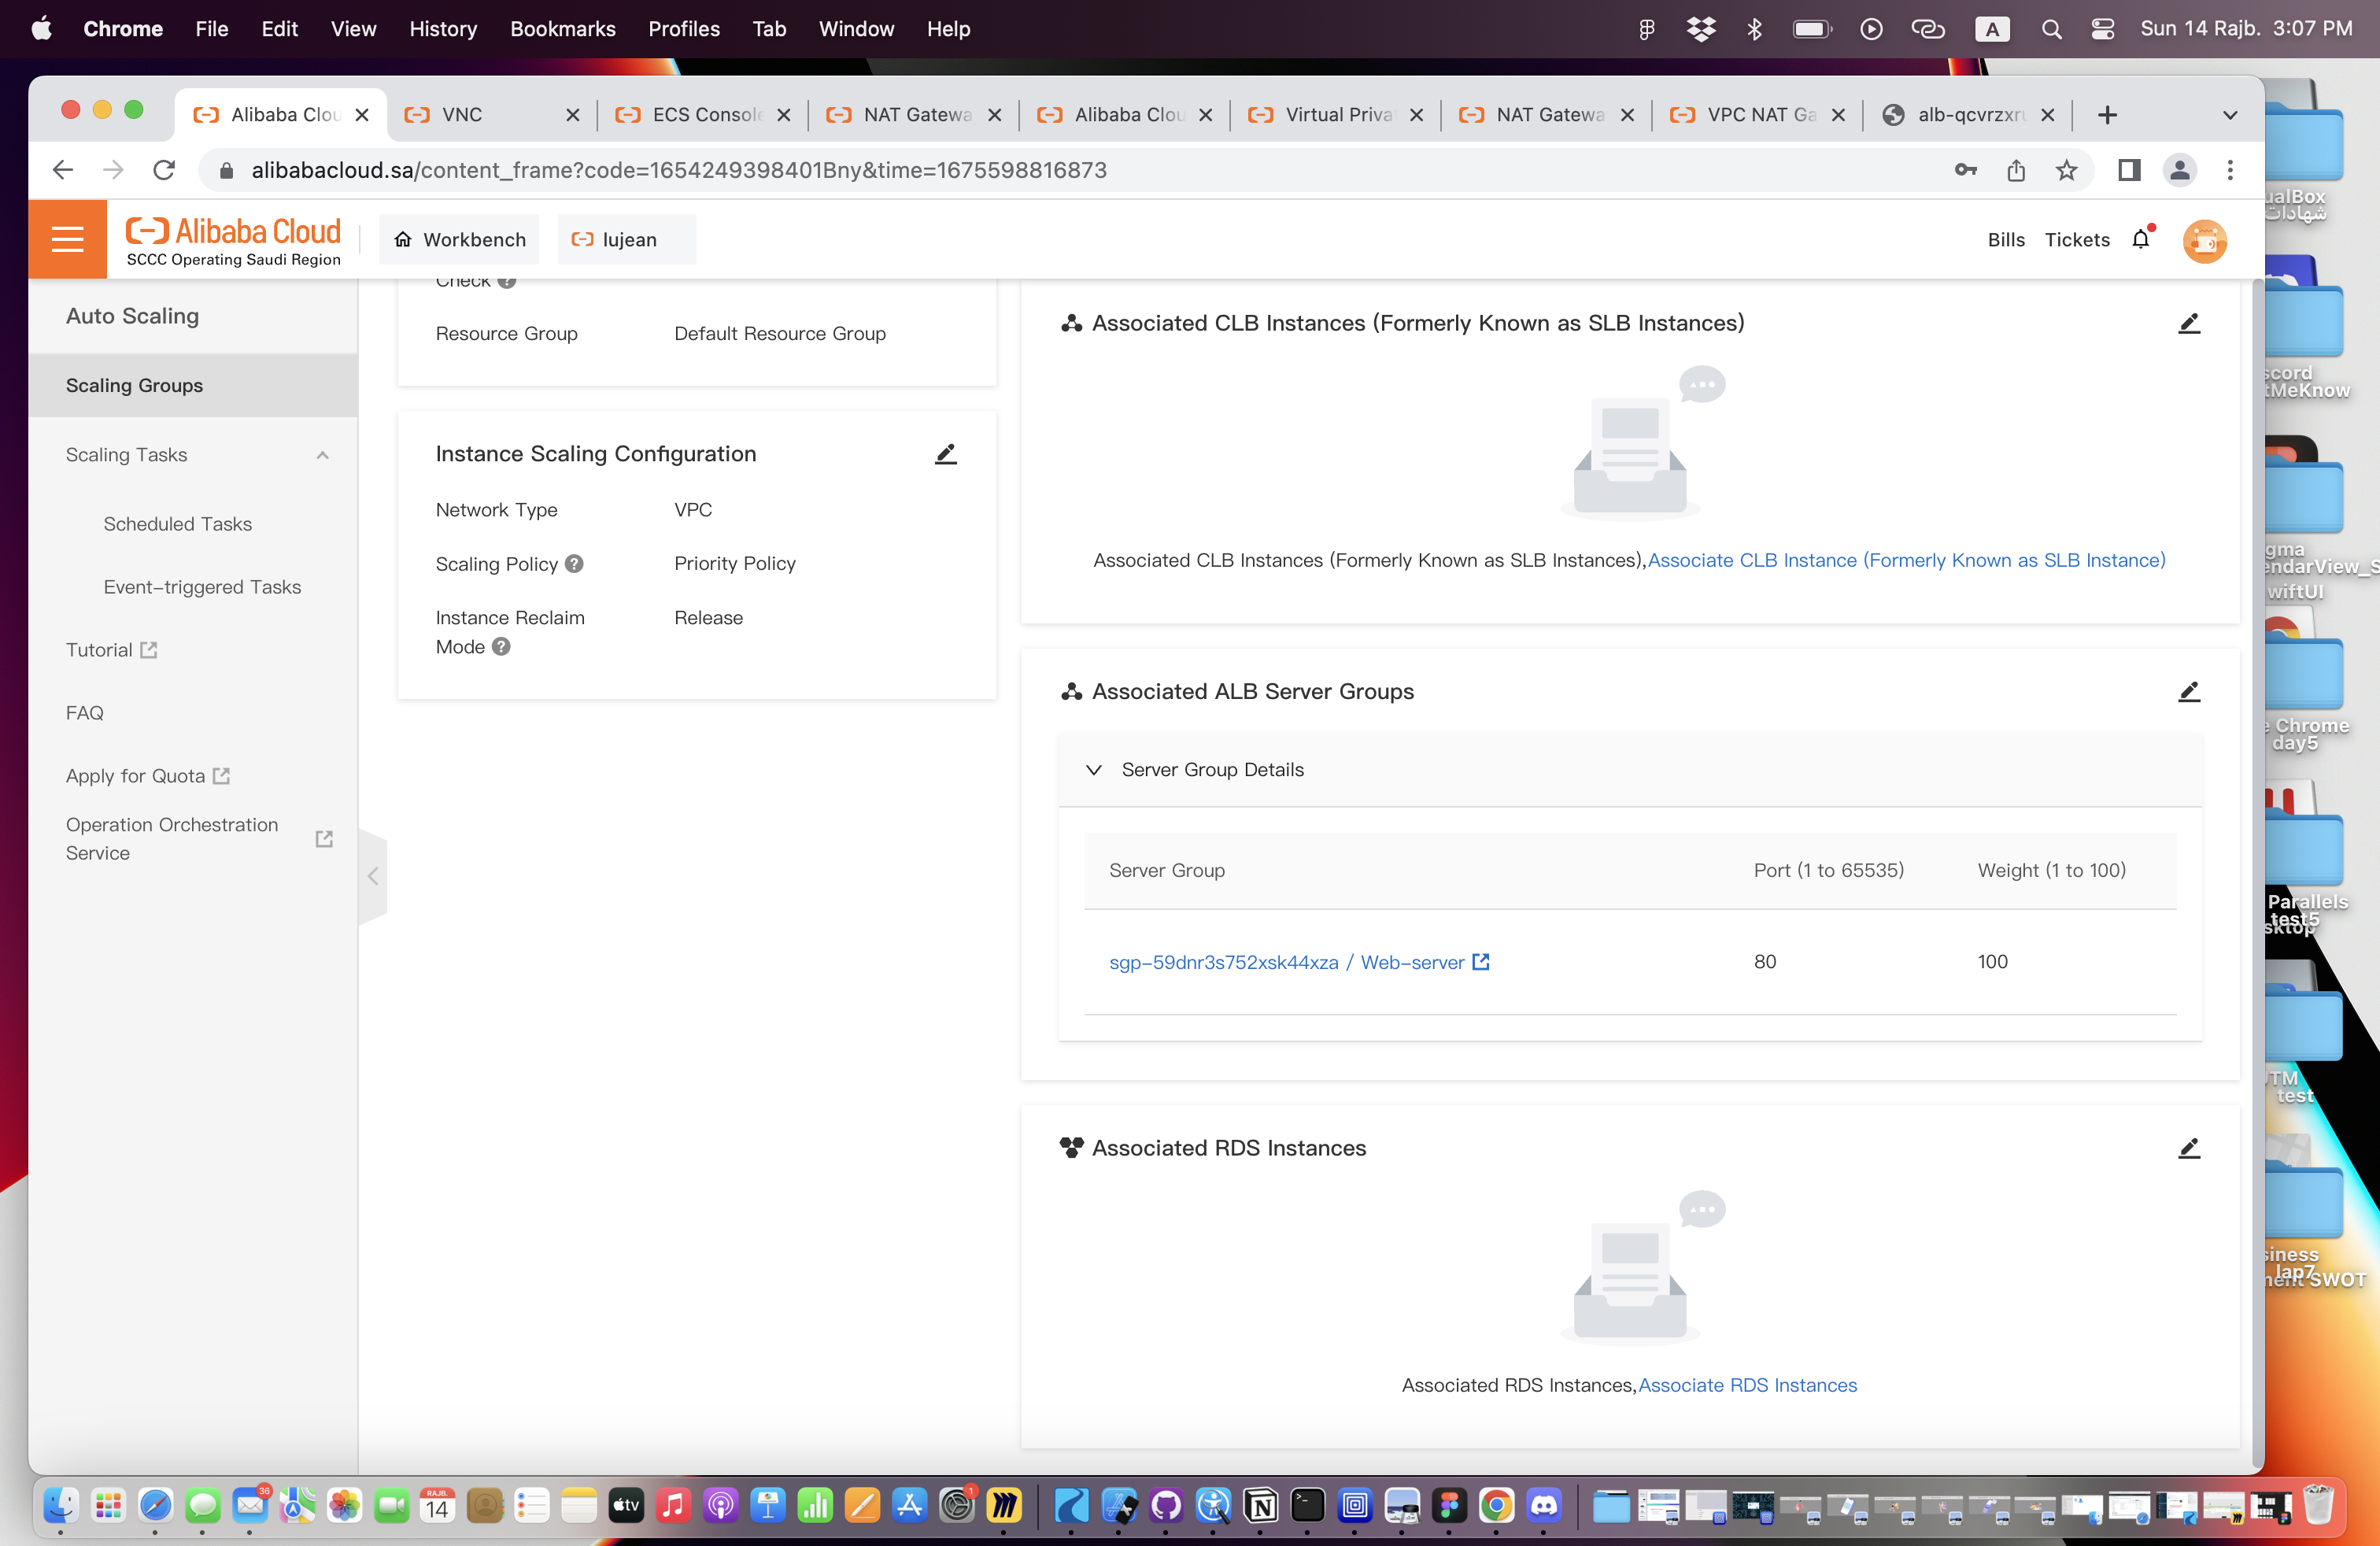 Chrome File Edit View History Bookmarks Profiles Tab Window Help
A Sun 14 Rajb. 3:07 PM
Alibaba Clou VNC ECS Console NAT Gatewa Alibaba Clou Virtual Priva NAT Gatewa VPC NAT Ga alb-qcvrzxru
alibabacloud.sa/content_frame?code=1654249398401Bny&time=1675598816873
Alibaba Cloud
SCCC Operating Saudi Region
Workbench
lujean
Bills Tickets
Auto Scaling
Scaling Groups
Scaling Tasks
Scheduled Tasks
Event-triggered Tasks
Tutorial
FAQ
Apply for Quota
Operation Orchestration
Service
Check
Resource Group Default Resource Group
Instance Scaling Configuration
Network Type VPC
Scaling Policy Priority Policy
Instance Reclaim Release
Mode
Associated CLB Instances (Formerly Known as SLB Instances)
Associated CLB Instances (Formerly Known as SLB Instances),Associate CLB Instance (Formerly Known as SLB Instance)
Associated ALB Server Groups
Server Group Details
Server Group Port (1 to 65535) Weight (1 to 100)
sgp-59dnr3s752xsk44xza / Web-server 80 100
Associated RDS Instances
Associated RDS Instances,Associate RDS Instances
ualBox
شهادات
scord
tMeKnow
gma
endarView_S
wiftUI
e Chrome
day5
Parallels
test5
sktop
TM
test
siness
lap7
ment SWOT
36
RAJB.
14
tv
1